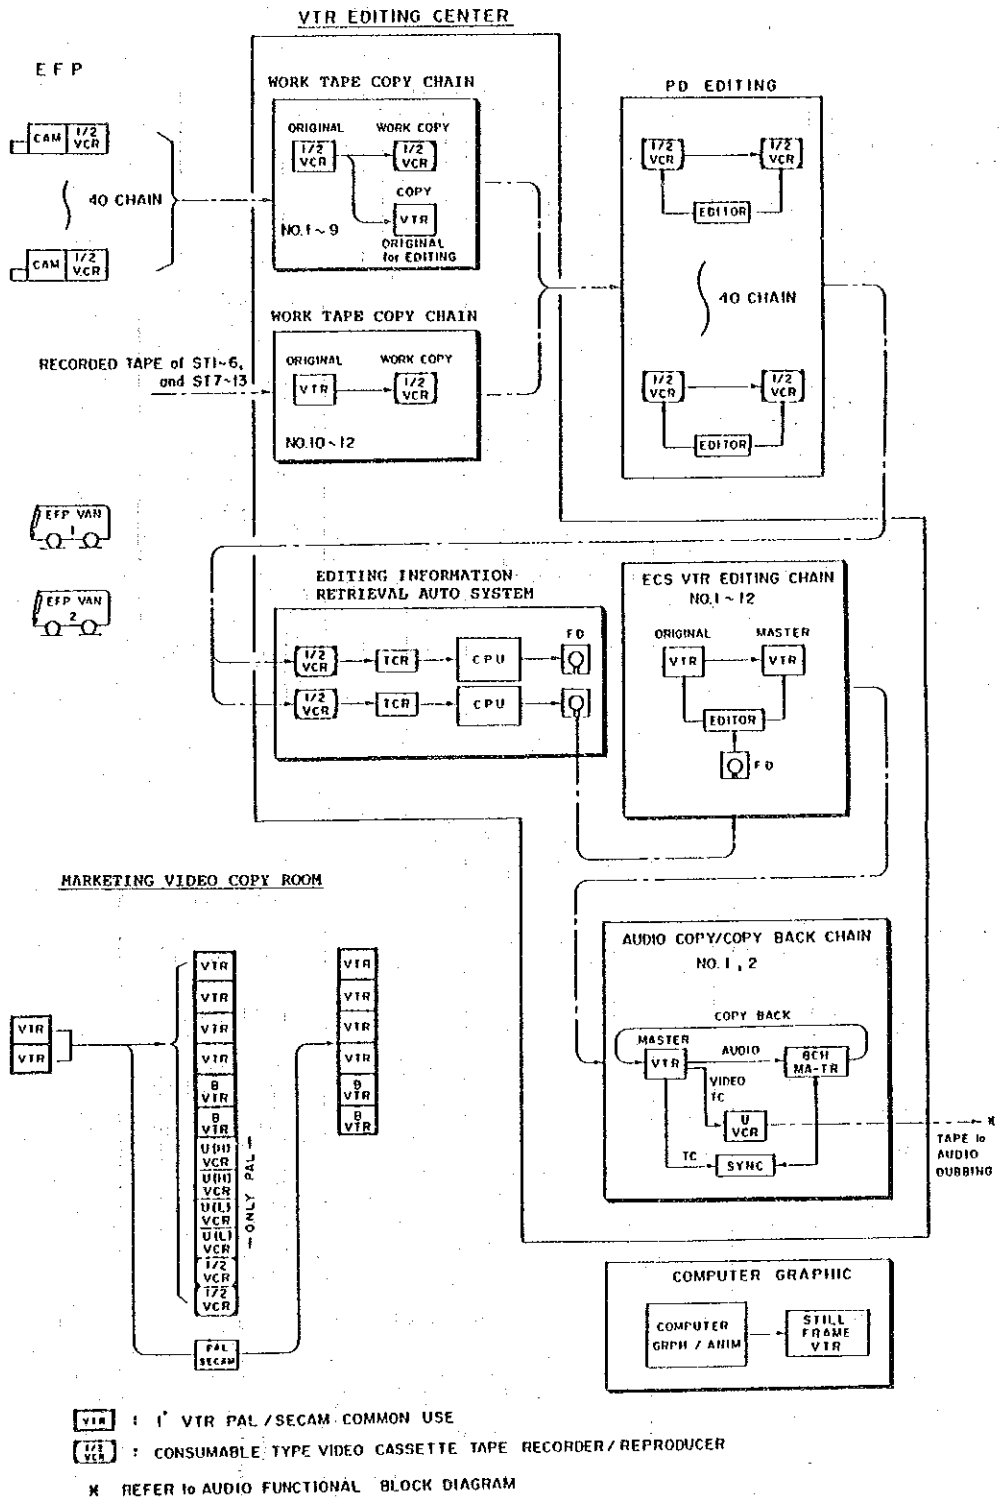 VTR EDITING CENTER
EFP
CAM
1/2
VCR
40 CHAIN
CAM
1/2
VCR
WORK TAPE COPY CHAIN
ORIGINAL
WORK COPY
1/2
VCR
1/2
VCR
COPY
VTR
NO.1~9
ORIGINAL
for EDITING
WORK TAPE COPY CHAIN
RECORDED TAPE of ST1~6,
and ST7~13
ORIGINAL
WORK COPY
VTR
1/2
VCR
NO.10~12
PD EDITING
1/2
VCR
1/2
VCR
EDITOR
40 CHAIN
1/2
VCR
1/2
VCR
EDITOR
EFP VAN
1
EFP VAN
2
EDITING INFORMATION
RETRIEVAL AUTO SYSTEM
FD
1/2
VCR
TCR
CPU
1/2
VCR
TCR
CPU
ECS VTR EDITING CHAIN
NO.1~12
ORIGINAL
MASTER
VTR
VTR
EDITOR
FD
MARKETING VIDEO COPY ROOM
VTR
VTR
VTR
VTR
VTR
VTR
B
VTR
B
VTR
U(H)
VCR
U(H)
VCR
U(L)
VCR
U(L)
VCR
1/2
VCR
1/2
VCR
ONLY PAL
PAL
SECAM
VTR
VTR
VTR
VTR
B
VTR
B
VTR
AUDIO COPY/COPY BACK CHAIN
NO.1,2
COPY BACK
MASTER
VTR
AUDIO
8CH
MA-TR
VIDEO
TC
U
VCR
TC
SYNC
*
TAPE to
AUDIO
DUBBING
COMPUTER GRAPHIC
COMPUTER
GRPH / ANIM
STILL
FRAME
VTR
VTR : 1" VTR PAL/SECAM COMMON USE
1/2 VCR : CONSUMABLE TYPE VIDEO CASSETTE TAPE RECORDER/REPRODUCER
* REFER to AUDIO FUNCTIONAL BLOCK DIAGRAM